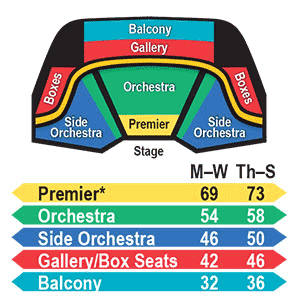 Balcony
Gallery
Boxes
Boxes
Orchestra
Side
Orchestra
Side
Orchestra
Premier
Stage
M–W Th–S
Premier* 69 73
Orchestra 54 58
Side Orchestra 46 50
Gallery/Box Seats 42 46
Balcony 32 36